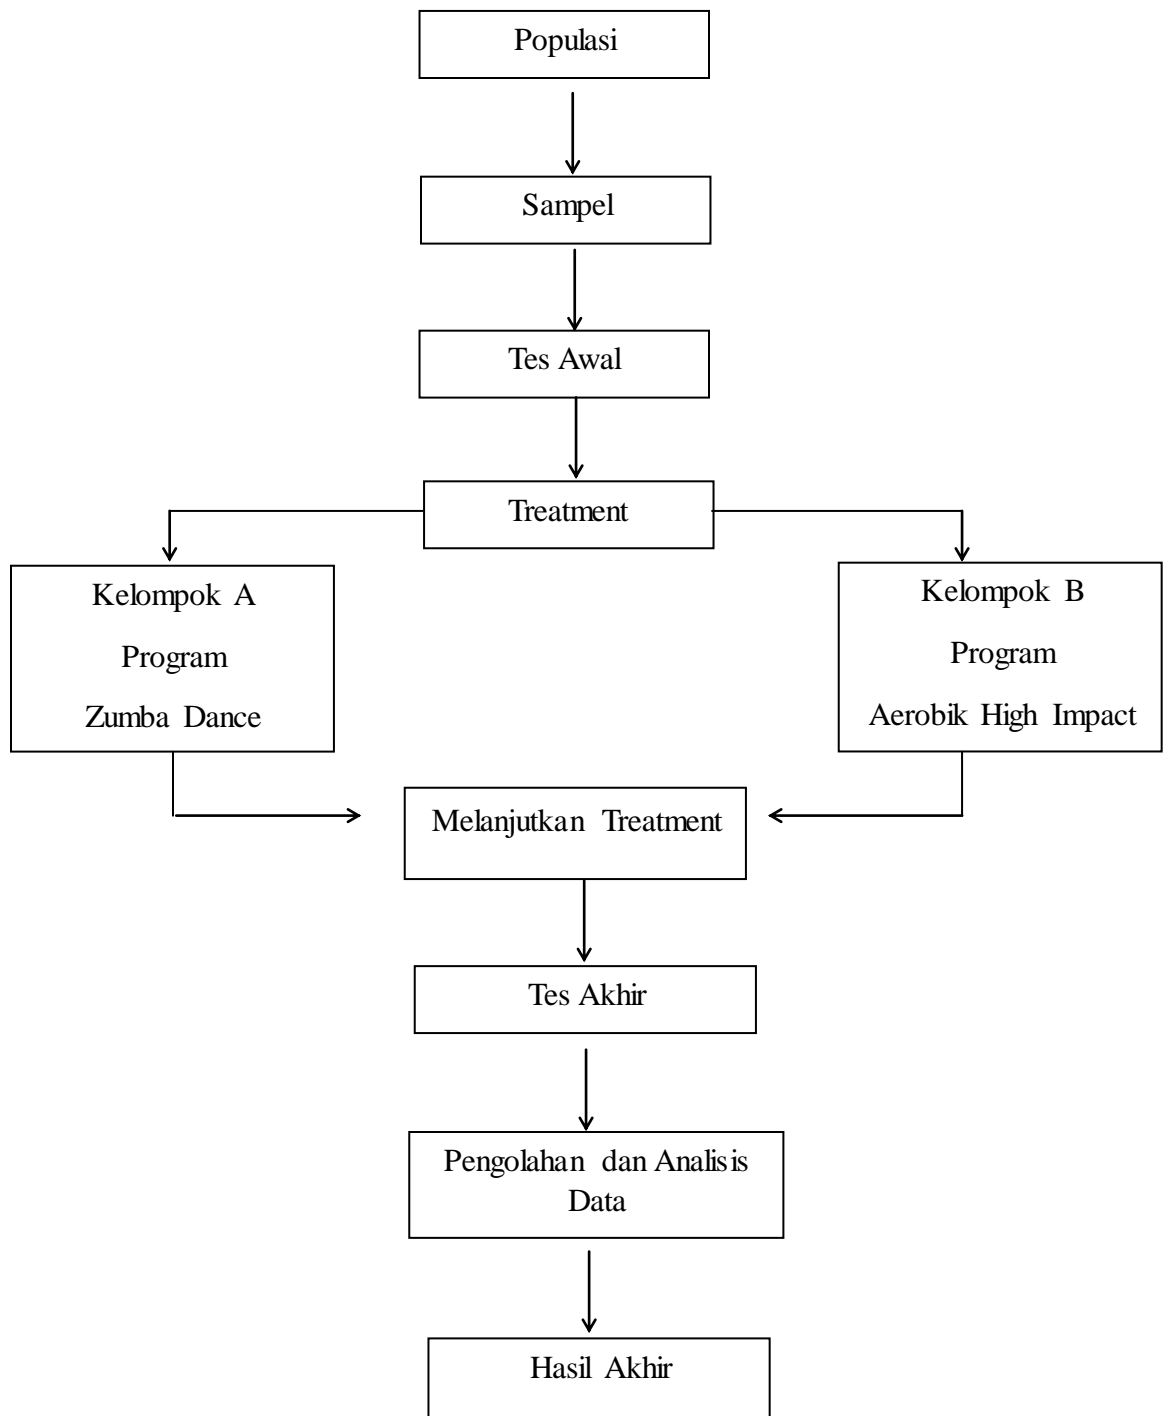 Populasi
Sampel
Tes Awal
Treatment
Kelompok A
Program
Zumba Dance
Kelompok B
Program
Aerobik High Impact
Melanjutkan Treatment
Tes Akhir
Pengolahan dan Analisis
Data
Hasil Akhir